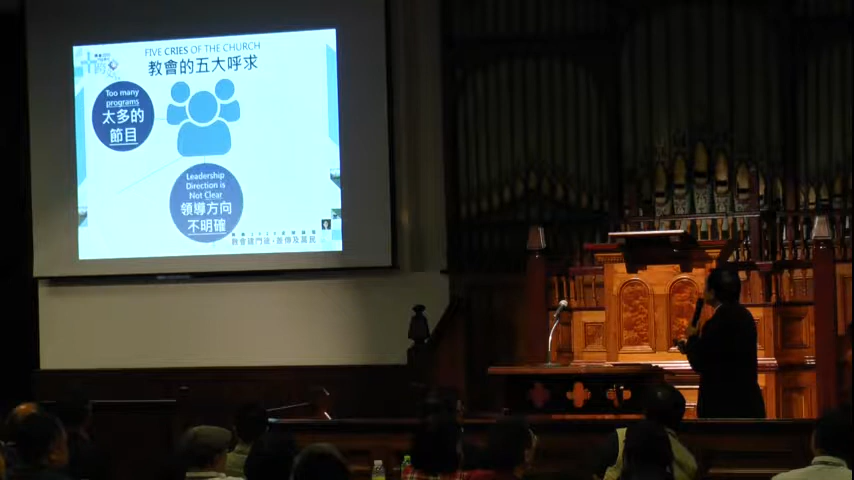 FIVE CRIES OF THE CHURCH
教會的五大呼求
Too many
programs
太多的
節目
Leadership
Direction is
Not Clear
領導方向
不明確